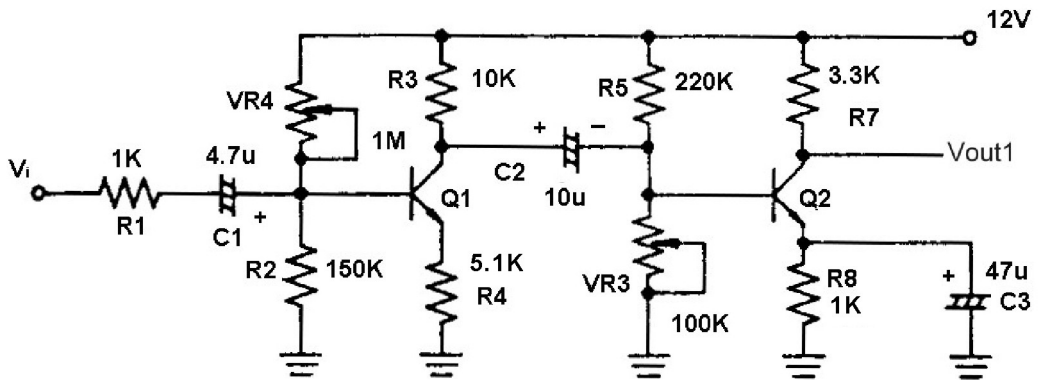 12V
R3
10K
R5
220K
3.3K
R7
VR4
1M
Vi
1K
4.7u
+
−
C2
Vout1
R1
C1
+
Q1
10u
Q2
R2
150K
5.1K
R4
VR3
100K
R8
1K
+
47u
C3